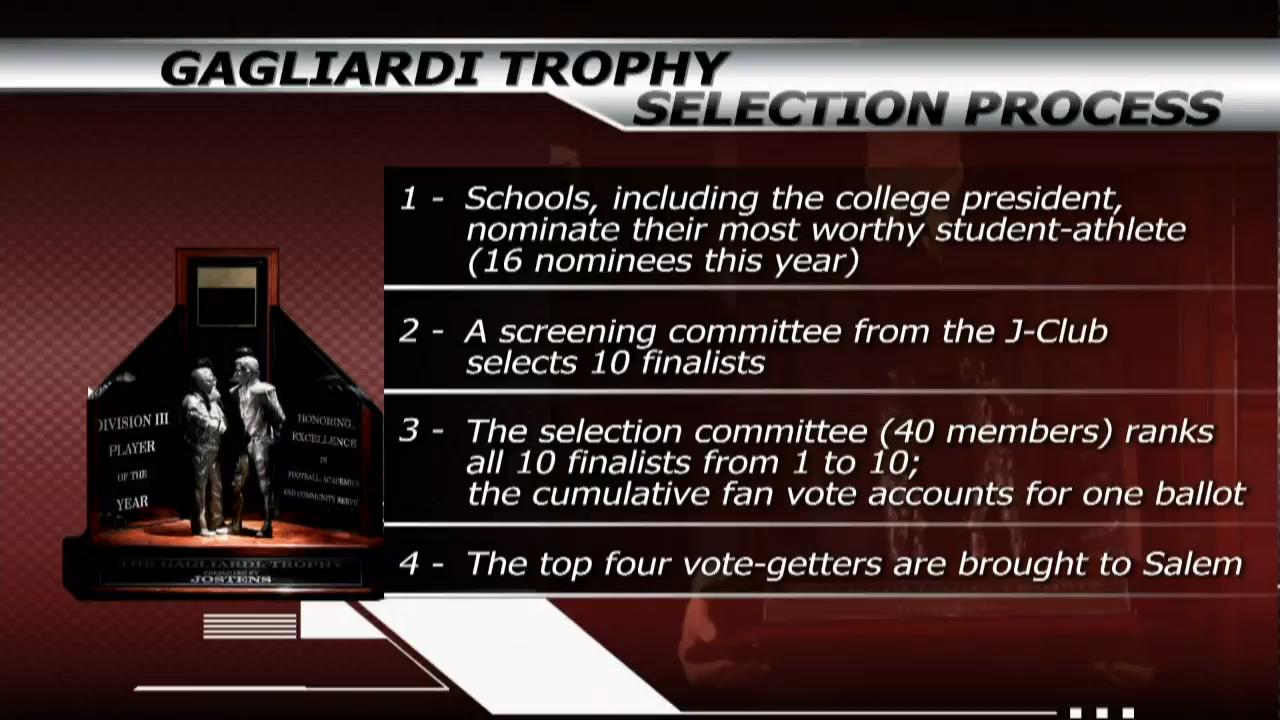 GAGLIARDI TROPHY
SELECTION PROCESS
1 - Schools, including the college president,
nominate their most worthy student-athlete
(16 nominees this year)
2 - A screening committee from the J-Club
selects 10 finalists
3 - The selection committee (40 members) ranks
all 10 finalists from 1 to 10;
the cumulative fan vote accounts for one ballot
4 - The top four vote-getters are brought to Salem
DIVISION III
PLAYER
OF THE
YEAR
HONORING
EXCELLENCE
IN
FOOTBALL, ACADEMICS
AND COMMUNITY SERVICE
THE GAGLIARDI TROPHY
PRESENTED BY
JOSTENS